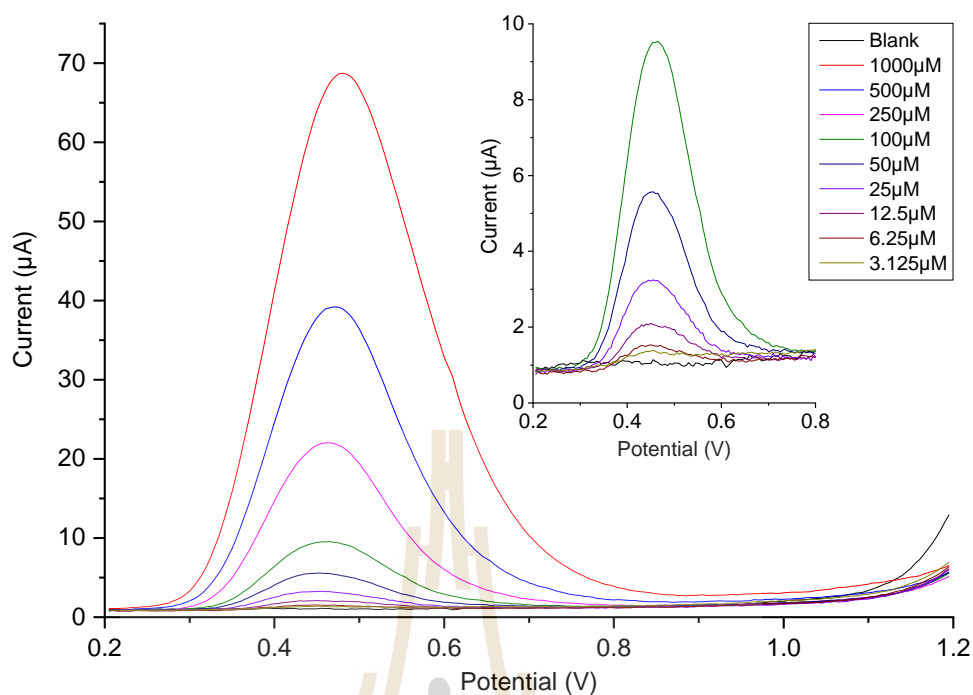 70
60
50
40
30
20
10
0
Current (µA)
0.2 0.4 0.6 0.8 1.0 1.2
Potential (V)
10
8
6
4
2
0
Current (µA)
0.2 0.4 0.6 0.8
Potential (V)
Blank
1000µM
500µM
250µM
100µM
50µM
25µM
12.5µM
6.25µM
3.125µM